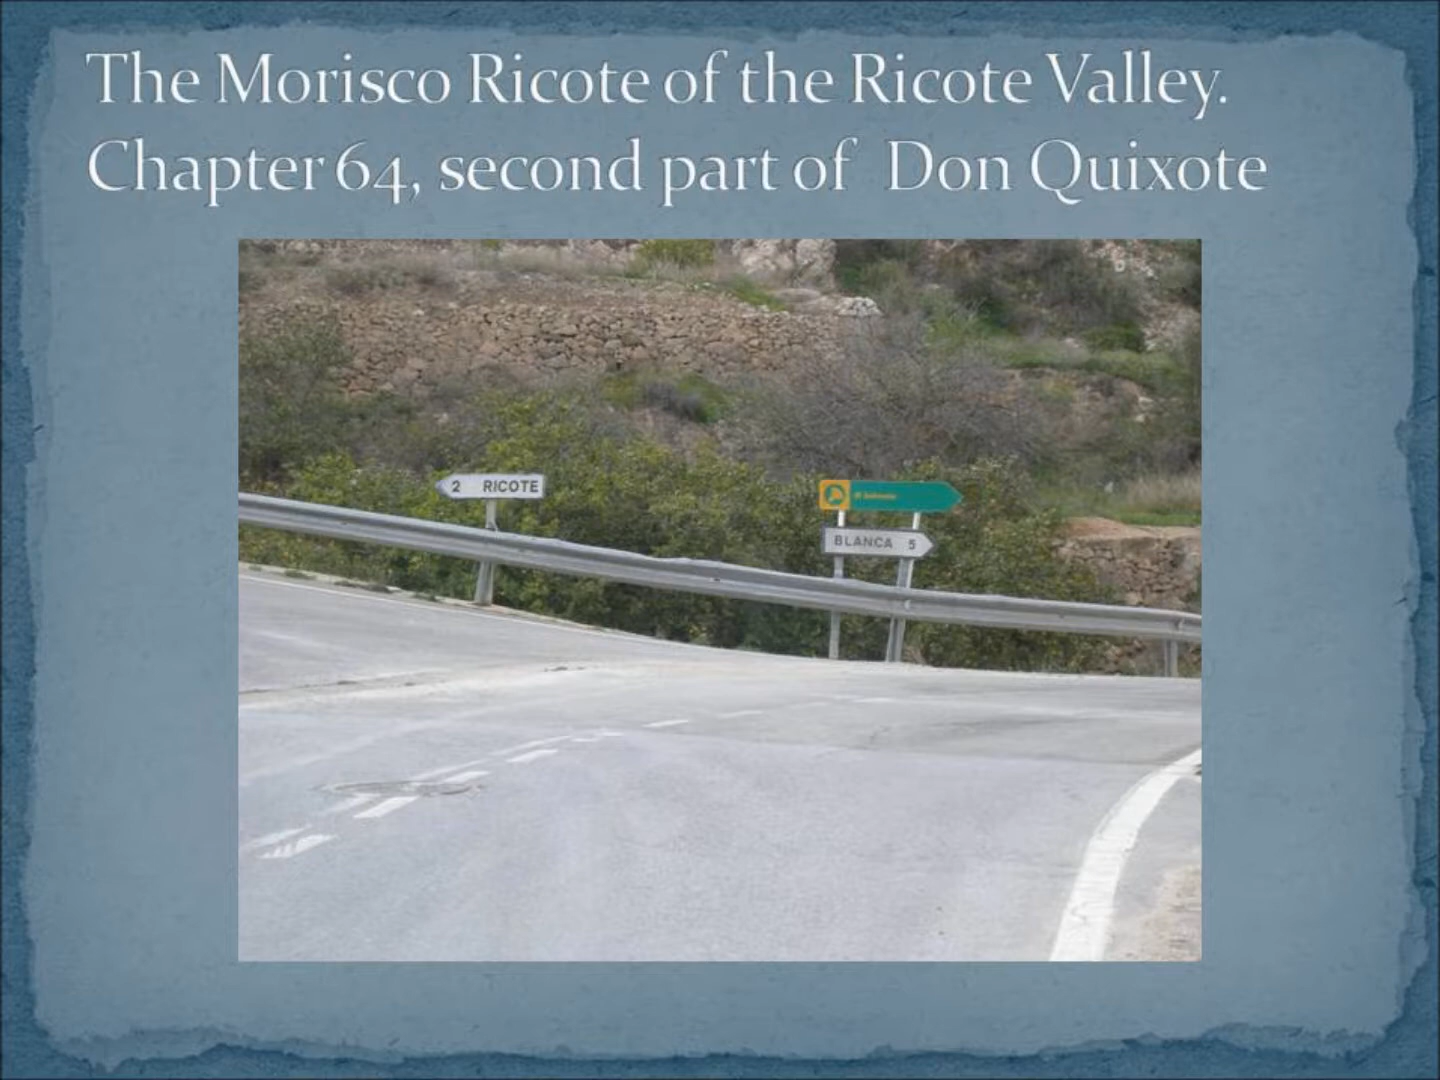 The Morisco Ricote of the Ricote Valley.
Chapter 64, second part of Don Quixote
2 RICOTE
BLANCA 5